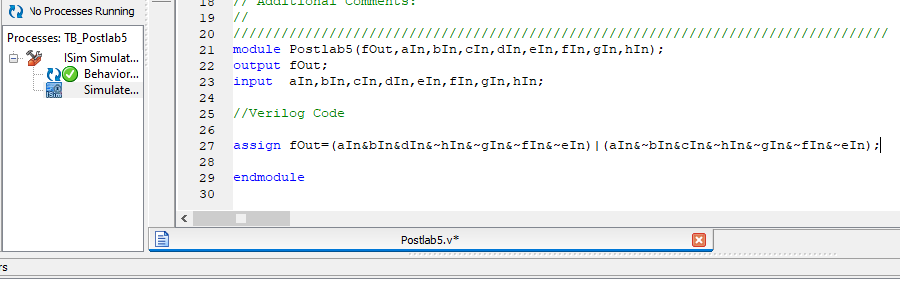 No Processes Running
Processes: TB_Postlab5
ISim Simulat...
Behavior...
Simulate...
18 // Additional Comments:
19 //
20 //////////////////////////////////////////////////////////////////////////////////
21 module Postlab5(fOut,aIn,bIn,cIn,dIn,eIn,fIn,gIn,hIn);
22 output fOut;
23 input  aIn,bIn,cIn,dIn,eIn,fIn,gIn,hIn;
24
25 //Verilog Code
26
27 assign fOut=(aIn&bIn&dIn&~hIn&~gIn&~fIn&~eIn)|(aIn&~bIn&cIn&~hIn&~gIn&~fIn&~eIn);
28
29 endmodule
30
Postlab5.v*
rs